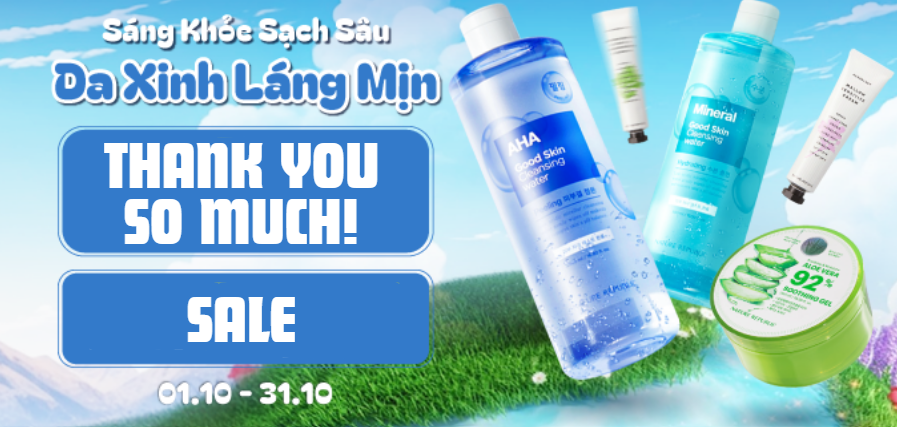 Sáng Khỏe Sạch Sâu
Da Xinh Láng Mịn
THANK YOU
SO MUCH!
SALE
01.10 - 31.10
AHA
Good Skin
Cleansing
water
Mineral
Good Skin
Cleansing
water
ALOE VERA
92%
SOOTHING GEL
NATURE REPUBLIC